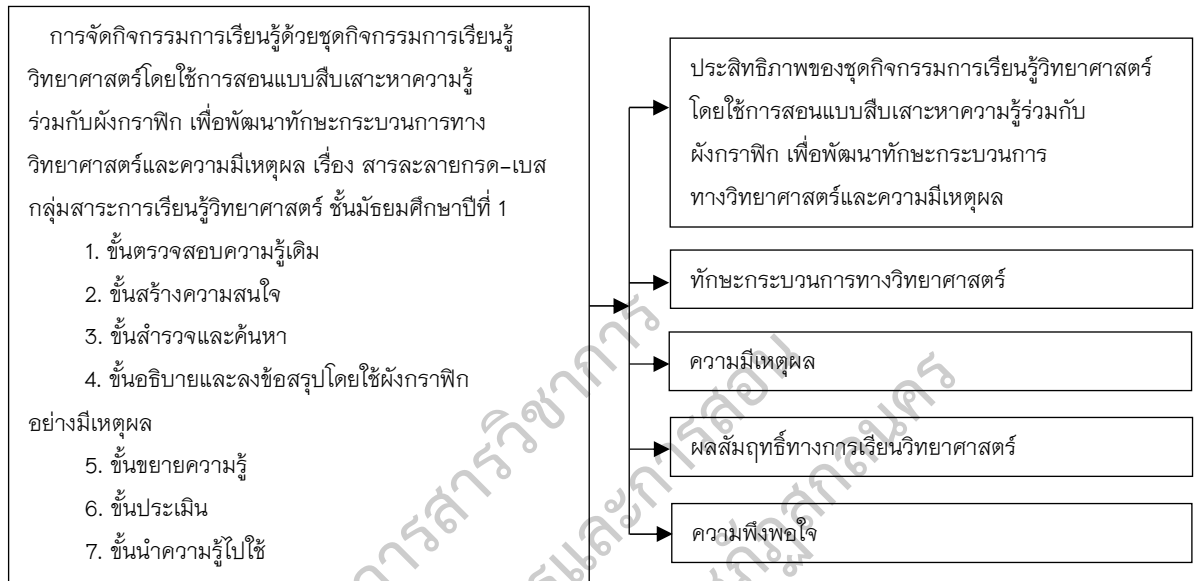 การจัดกิจกรรมการเรียนรู้ด้วยชุดกิจกรรมการเรียนรู้
วิทยาศาสตร์โดยใช้การสอนแบบสืบเสาะหาความรู้
ร่วมกับผังกราฟิก เพื่อพัฒนาทักษะกระบวนการทาง
วิทยาศาสตร์และความมีเหตุผล เรื่อง สารละลายกรด-เบส
กลุ่มสาระการเรียนรู้วิทยาศาสตร์ ชั้นมัธยมศึกษาปีที่ 1
1. ขั้นตรวจสอบความรู้เดิม
2. ขั้นสร้างความสนใจ
3. ขั้นสำรวจและค้นหา
4. ขั้นอธิบายและลงข้อสรุปโดยใช้ผังกราฟิก
อย่างมีเหตุผล
5. ขั้นขยายความรู้
6. ขั้นประเมิน
7. ขั้นนำความรู้ไปใช้
ประสิทธิภาพของชุดกิจกรรมการเรียนรู้วิทยาศาสตร์
โดยใช้การสอนแบบสืบเสาะหาความรู้ร่วมกับ
ผังกราฟิก เพื่อพัฒนาทักษะกระบวนการ
ทางวิทยาศาสตร์และความมีเหตุผล
ทักษะกระบวนการทางวิทยาศาสตร์
ความมีเหตุผล
ผลสัมฤทธิ์ทางการเรียนวิทยาศาสตร์
ความพึงพอใจ